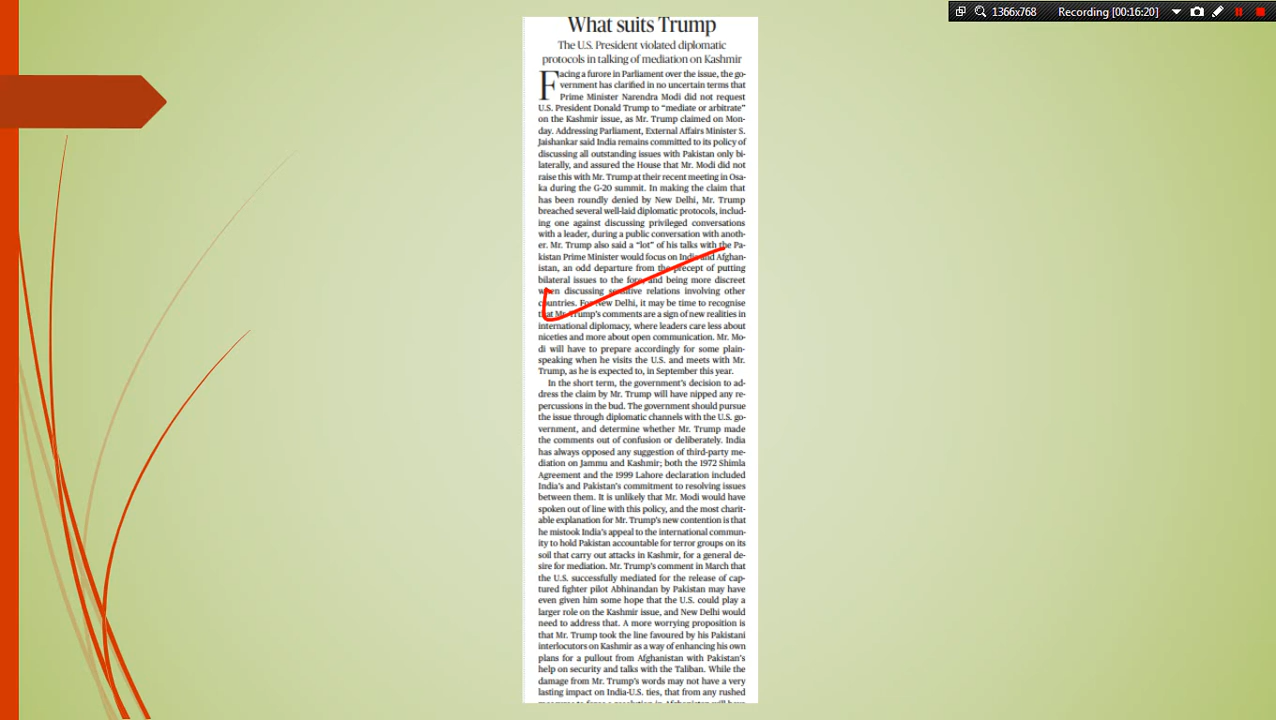 1366x768
Recording [00:16:20]
What suits Trump
The U.S. President violated diplomatic
protocols in talking of mediation on Kashmir
Facing a furore in Parliament over the issue, the go-
vernment has clarified in no uncertain terms that
Prime Minister Narendra Modi did not request
U.S. President Donald Trump to “mediate or arbitrate”
on the Kashmir issue, as Mr. Trump claimed on Mon-
day. Addressing Parliament, External Affairs Minister S.
Jaishankar said India remains committed to its policy of
discussing all outstanding issues with Pakistan only bi-
laterally, and assured the House that Mr. Modi did not
raise this with Mr. Trump at their recent meeting in Osa-
ka during the G-20 summit. In making the claim that
has been roundly denied by New Delhi, Mr. Trump
breached several well-laid diplomatic protocols, includ-
ing one against discussing privileged conversations
with a leader, during a public conversation with anoth-
er. Mr. Trump also said a “lot” of his talks with the Pa-
kistan Prime Minister would focus on India and Afghan-
istan, an odd departure from the precept of putting
bilateral issues to the fore and being more discreet
when discussing sensitive relations involving other
countries. For New Delhi, it may be time to recognise
that Mr. Trump’s comments are a sign of new realities in
international diplomacy, where leaders care less about
niceties and more about open communication. Mr. Mo-
di will have to prepare accordingly for some plain-
speaking when he visits the U.S. and meets with Mr.
Trump, as he is expected to, in September this year.
In the short term, the government’s decision to ad-
dress the claim by Mr. Trump will have nipped any re-
percussions in the bud. The government should pursue
the issue through diplomatic channels with the U.S. go-
vernment, and determine whether Mr. Trump made
the comments out of confusion or deliberately. India
has always opposed any suggestion of third-party me-
diation on Jammu and Kashmir; both the 1972 Shimla
Agreement and the 1999 Lahore declaration included
India’s and Pakistan’s commitment to resolving issues
between them. It is unlikely that Mr. Modi would have
spoken out of line with this policy, and the most charit-
able explanation for Mr. Trump’s new contention is that
he mistook India’s appeal to the international commun-
ity to hold Pakistan accountable for terror groups on its
soil that carry out attacks in Kashmir, for a general de-
sire for mediation. Mr. Trump’s comment in March that
the U.S. successfully mediated for the release of cap-
tured fighter pilot Abhinandan by Pakistan may have
even given him some hope that the U.S. could play a
larger role on the Kashmir issue, and New Delhi would
need to address that. A more worrying proposition is
that Mr. Trump took the line favoured by his Pakistani
interlocutors on Kashmir as a way of enhancing his own
plans for a pullout from Afghanistan with Pakistan’s
help on security and talks with the Taliban. While the
damage from Mr. Trump’s words may not have a very
lasting impact on India-U.S. ties, that from any rushed